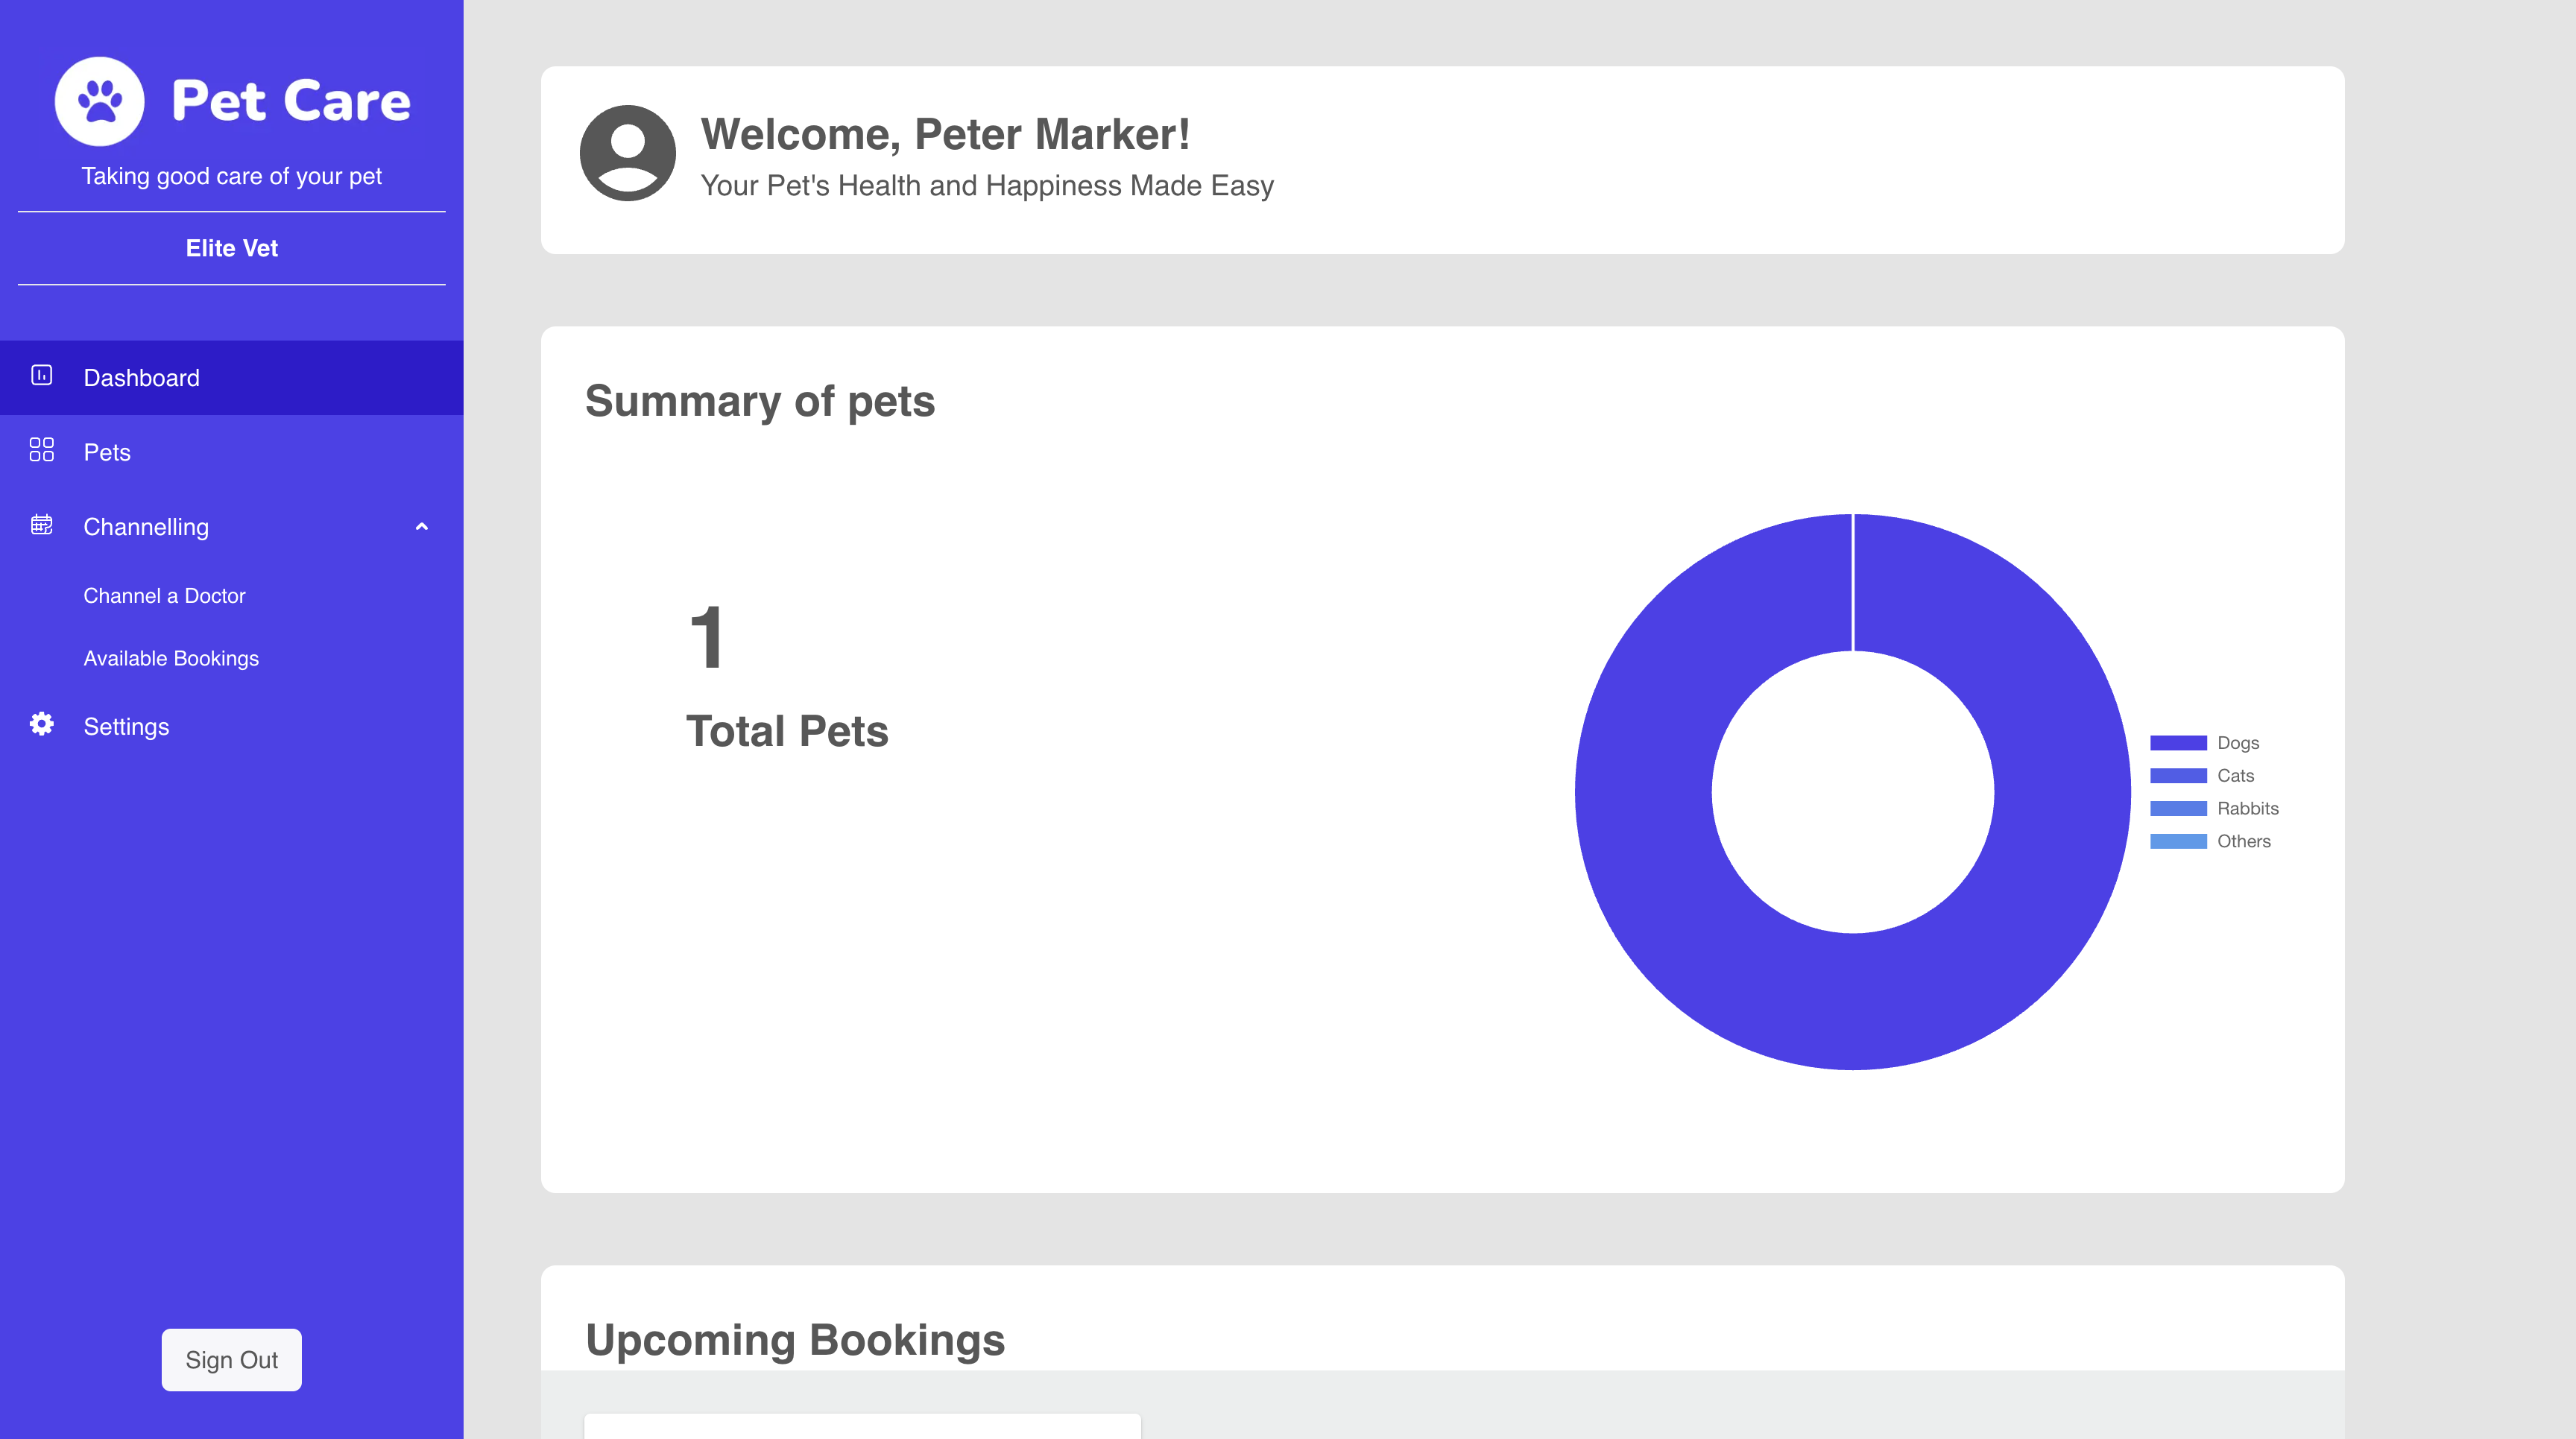 Pet Care
Taking good care of your pet
Elite Vet
Dashboard
Pets
Channelling
Channel a Doctor
Available Bookings
Settings
Sign Out
Welcome, Peter Marker!
Your Pet's Health and Happiness Made Easy
Summary of pets
1
Total Pets
Dogs
Cats
Rabbits
Others
Upcoming Bookings